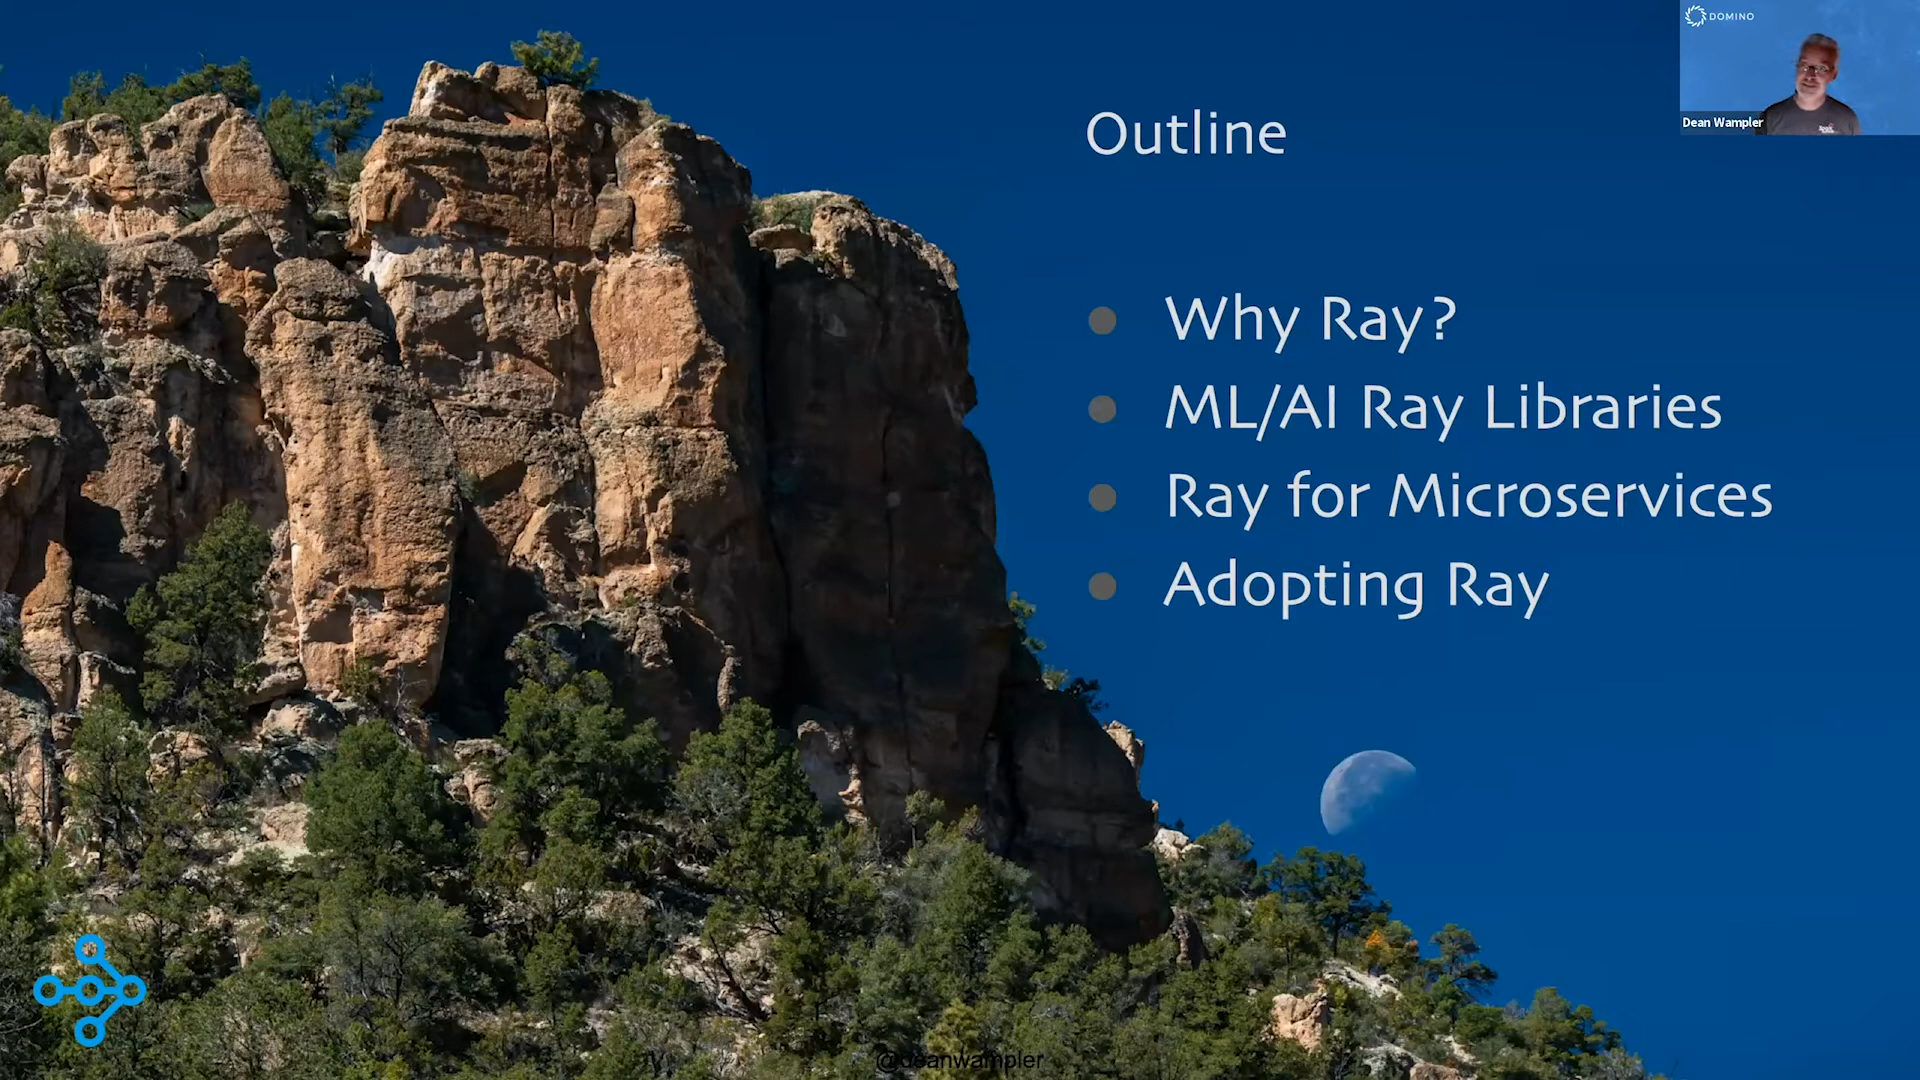 DOMINO
Dean Wampler
Outline
Why Ray?
ML/AI Ray Libraries
Ray for Microservices
Adopting Ray
@deanwampler